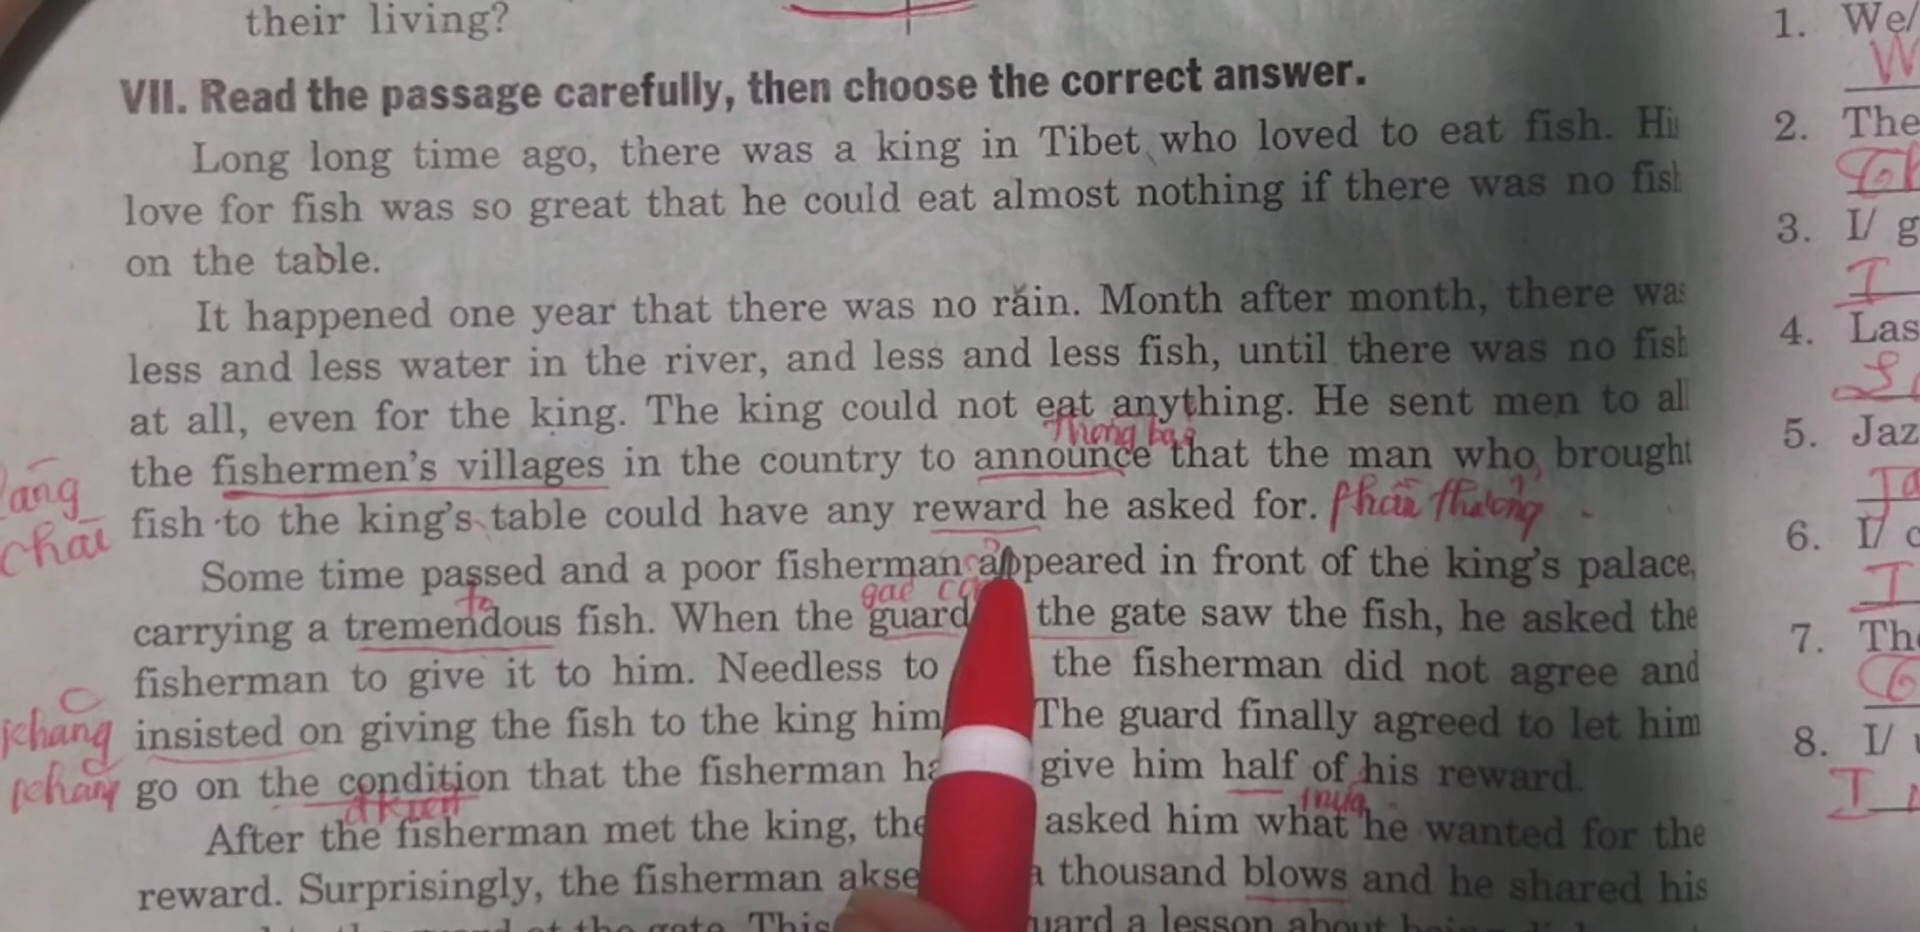 their living?
VII. Read the passage carefully, then choose the correct answer.
Long long time ago, there was a king in Tibet who loved to eat fish.
love for fish was so great that he could eat almost nothing if there was no
on the table.
It happened one year that there was no rain. Month after month, there
less and less water in the river, and less and less fish, until there was no
at all, even for the king. The king could not eat anything. He sent men to
the fishermen's villages in the country to announce that the man who brought
fish to the king's table could have any reward he asked for.
Some time passed and a poor fisherman appeared in front of the king's palace,
carrying a tremendous fish. When the guard the gate saw the fish, he asked the
fisherman to give it to him. Needless to the fisherman did not agree and
insisted on giving the fish to the king him The guard finally agreed to let him
go on the condition that the fisherman give him half of his reward.
After the fisherman met the king, the asked him what he wanted for the
reward. Surprisingly, the fisherman akse a thousand blows and he shared his
the gate. This a lesson about
1. We/
2. The
3. I/ g
I
4. Las
5. Jaz
6. I/
I
7. The
8. I/
I